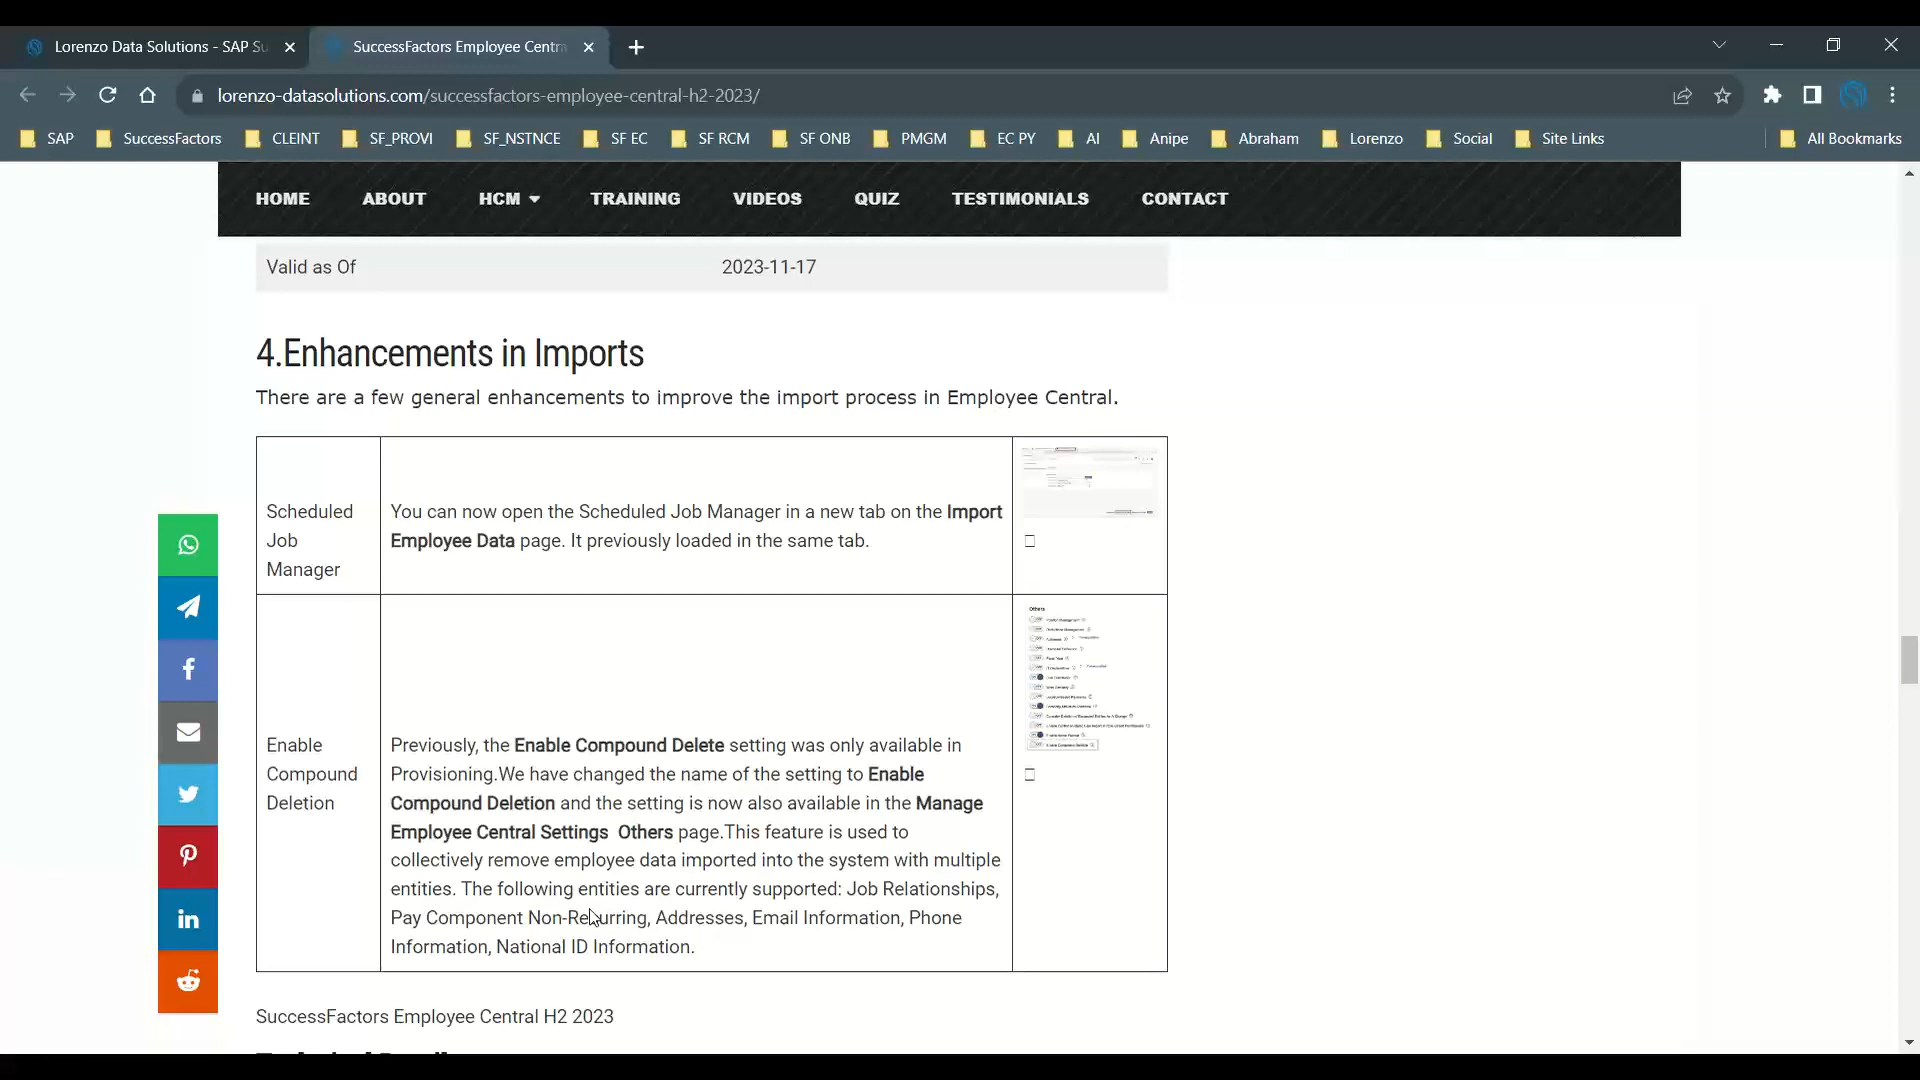 Lorenzo Data Solutions - SAP Su
SuccessFactors Employee Centra
lorenzo-datasolutions.com/successfactors-employee-central-h2-2023/
SAP SuccessFactors CLEINT SF_PROVI SF_NSTNCE SF EC SF RCM SF ONB PMGM EC PY AI Anipe Abraham Lorenzo Social Site Links All Bookmarks
HOME ABOUT HCM TRAINING VIDEOS QUIZ TESTIMONIALS CONTACT
Valid as Of 2023-11-17
4.Enhancements in Imports
There are a few general enhancements to improve the import process in Employee Central.
Scheduled
Job
Manager
You can now open the Scheduled Job Manager in a new tab on the Import
Employee Data page. It previously loaded in the same tab.
Enable
Compound
Deletion
Previously, the Enable Compound Delete setting was only available in
Provisioning.We have changed the name of the setting to Enable
Compound Deletion and the setting is now also available in the Manage
Employee Central Settings Others page.This feature is used to
collectively remove employee data imported into the system with multiple
entities. The following entities are currently supported: Job Relationships,
Pay Component Non-Recurring, Addresses, Email Information, Phone
Information, National ID Information.
Others
SuccessFactors Employee Central H2 2023